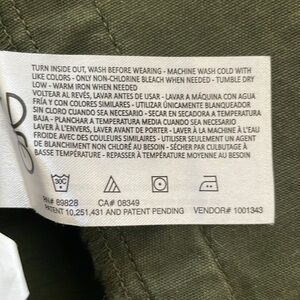 TURN INSIDE OUT, WASH BEFORE WEARING - MACHINE WASH COLD WITH
LIKE COLORS - ONLY NON-CHLORINE BLEACH WHEN NEEDED - TUMBLE DRY
LOW - WARM IRON WHEN NEEDED
VOLTEAR AL REVÉS, LAVAR ANTES DE USAR - LAVAR A MÁQUINA CON AGUA
FRÍA Y CON COLORES SIMILARES - UTILIZAR ÚNICAMENTE BLANQUEADOR
SIN CLORO CUANDO SEA NECESARIO - SECAR EN SECADORA A TEMPERATURA
BAJA - PLANCHAR A TEMPERATURA MEDIA CUANDO SEA NECESARIO
LAVER À L'ENVERS, LAVER AVANT DE PORTER - LAVER À LA MACHINE À L'EAU
FROIDE AVEC DES COULEURS SIMILAIRES - UTILISER SEULEMENT UN AGENT
DE BLANCHIMENT NON CHLORÉ AU BESOIN - SÉCHER PAR CULBUTAGE À
BASSE TEMPÉRATURE - REPASSER À TEMPÉRATURE MOYENNE AU BESOIN
30°C
RN# 89828 CA# 08349
PATENT 10,251,431 AND PATENT PENDING VENDOR# 1001343